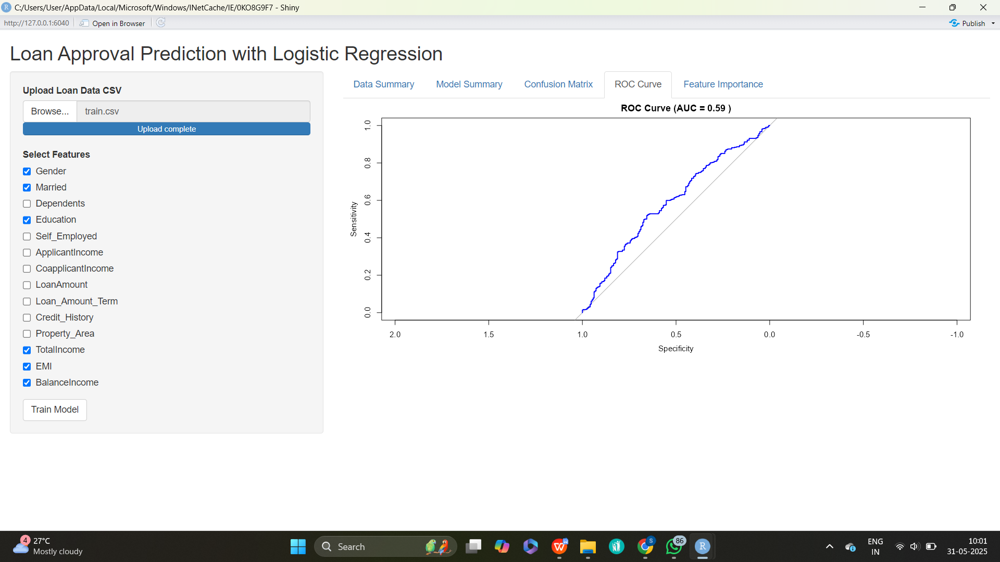 C:/Users/User/AppData/Local/Microsoft/Windows/INetCache/IE/0KO8G9F7 - Shiny
http://127.0.0.1:6040
Open in Browser
Publish
Loan Approval Prediction with Logistic Regression
Upload Loan Data CSV
Browse...
train.csv
Upload complete
Select Features
Gender
Married
Dependents
Education
Self_Employed
ApplicantIncome
CoapplicantIncome
LoanAmount
Loan_Amount_Term
Credit_History
Property_Area
TotalIncome
EMI
BalanceIncome
Train Model
Data Summary
Model Summary
Confusion Matrix
ROC Curve
Feature Importance
ROC Curve (AUC = 0.59 )
Sensitivity
1.0
0.8
0.6
0.4
0.2
0.0
2.0 1.5 1.0 0.5 0.0 -0.5 -1.0
Specificity
4
27°C
Mostly cloudy
Search
S
86
R
ENG
IN
10:01
31-05-2025